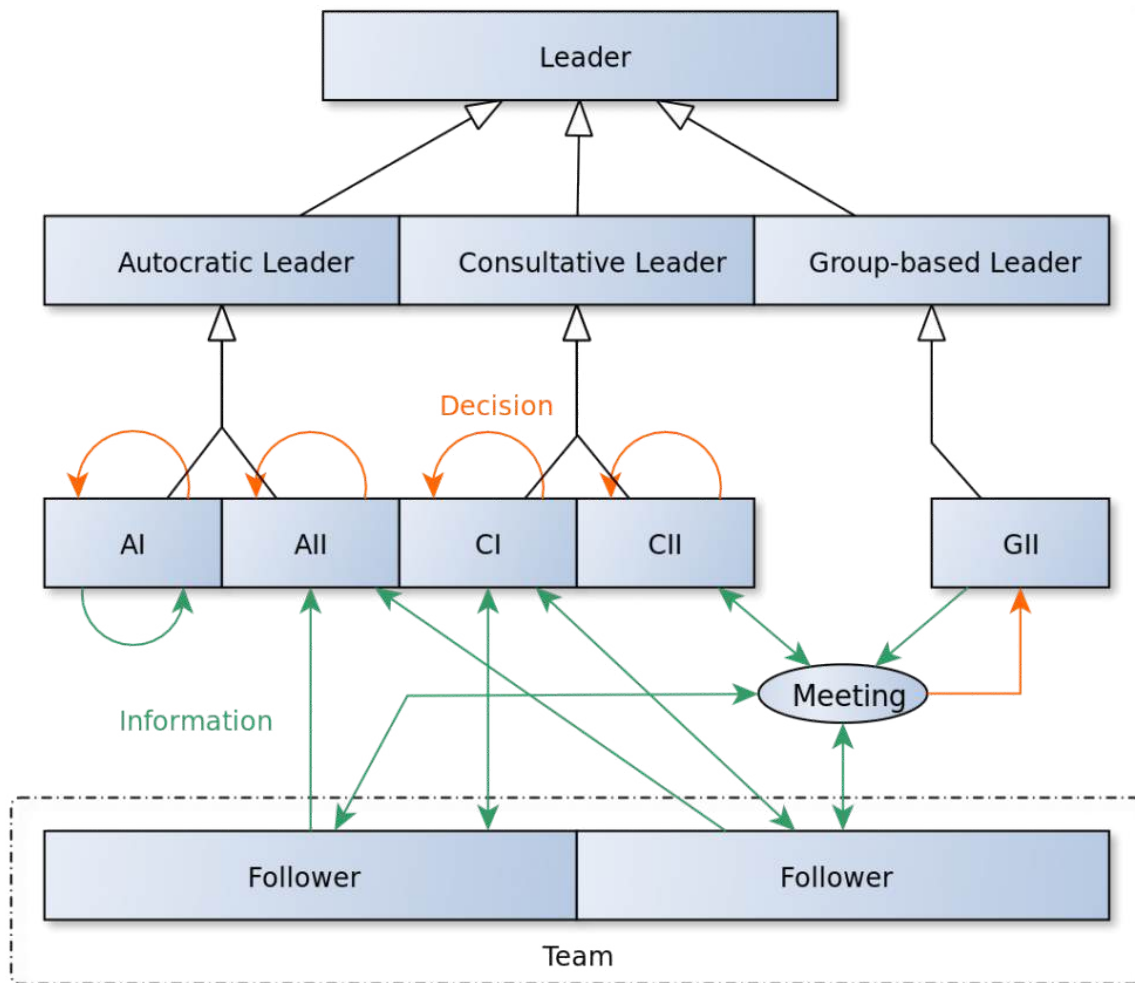 Leader
Autocratic Leader
Consultative Leader
Group-based Leader
Decision
AI
AII
CI
CII
GII
Meeting
Information
Follower
Follower
Team